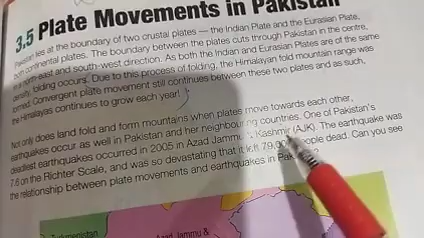 3.5 Plate Movements in Pakistan
Pakistan lies at the boundary of two crustal plates — the Indian Plate and the Eurasian Plate,
both continental plates. The boundary between the plates cuts through Pakistan in the centre,
in a north-east and south-west direction. As both the Indian and Eurasian Plates are of the same
density, folding occurs. Due to this process of folding, the Himalayan fold mountain range was
formed. Convergent plate movement still continues between these two plates and as such,
the Himalayas continues to grow each year!
Not only does land fold and form mountains when plates move towards each other,
earthquakes occur as well in Pakistan and her neighbouring countries. One of Pakistan's
deadliest earthquakes occurred in 2005 in Azad Jammu & Kashmir (AJK). The earthquake was
7.6 on the Richter Scale, and was so devastating that it left 79,000 people dead. Can you see
the relationship between plate movements and earthquakes in
Turkmenistan
Azad Jammu &